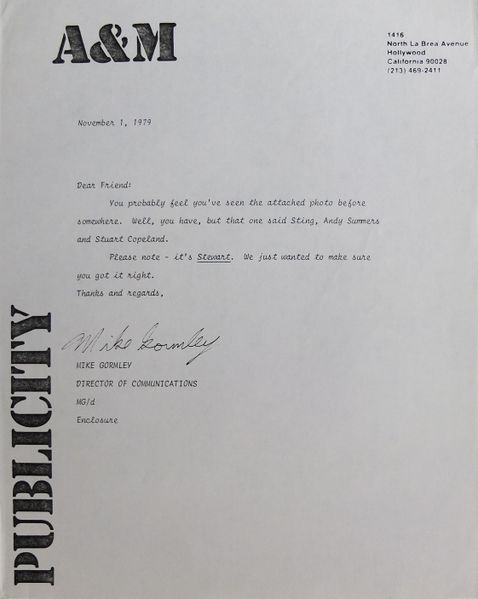 A&M
1416
North La Brea Avenue
Hollywood
California 90028
(213) 469-2411
November 1, 1979
Dear Friend:
You probably feel you've seen the attached photo before
somewhere. Well, you have, but that one said Sting, Andy Summers
and Stuart Copeland.
Please note - it's Stewart. We just wanted to make sure
you got it right.
Thanks and regards,
Mike Gormley
MIKE GORMLEY
DIRECTOR OF COMMUNICATIONS
MG/d
Enclosure
PUBLICITY